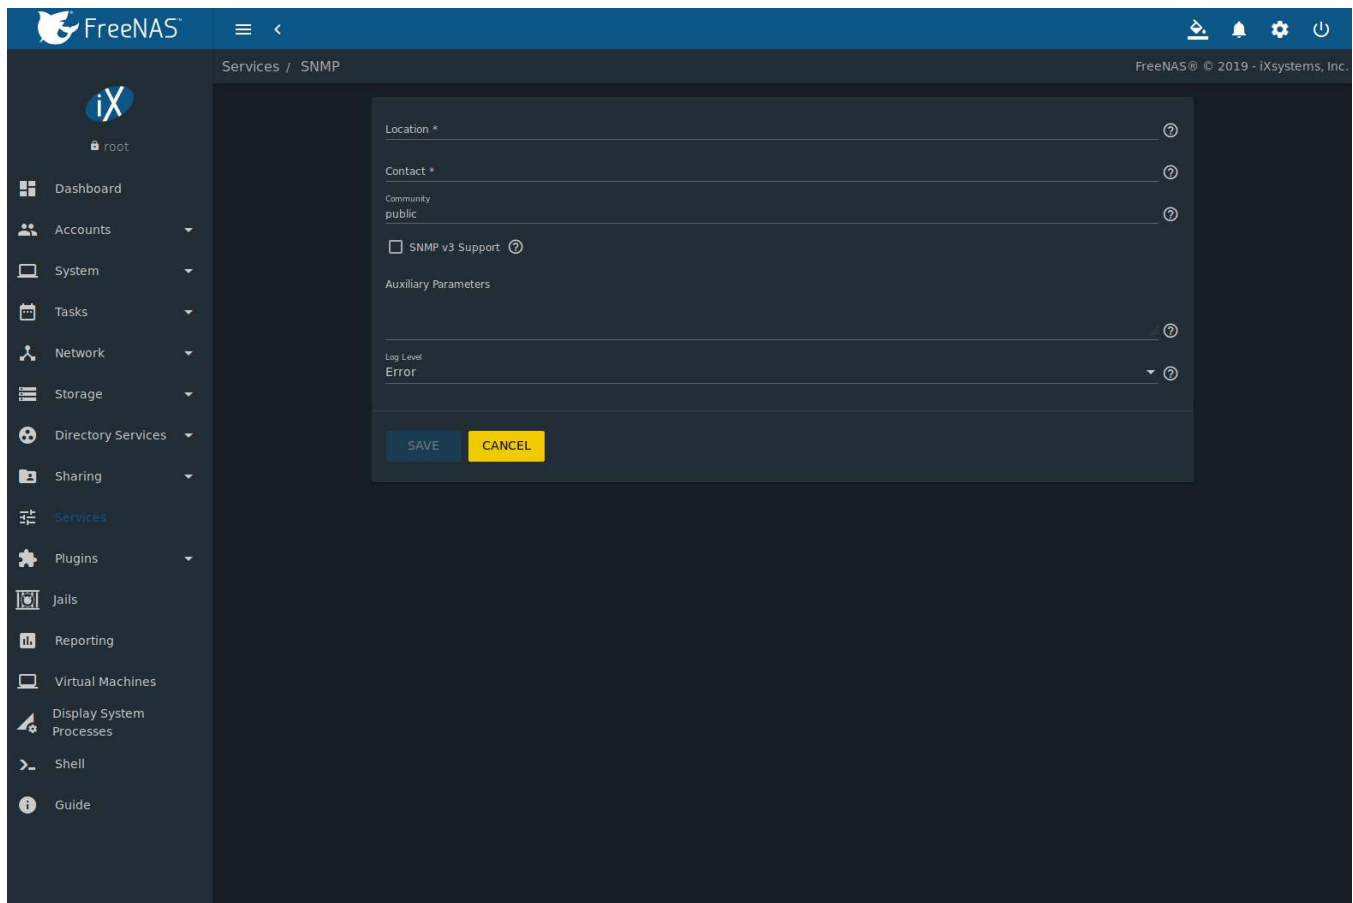 FreeNAS™
Services / SNMP
FreeNAS® © 2019 - iXsystems, Inc.
iX
root
Dashboard
Accounts
System
Tasks
Network
Storage
Directory Services
Sharing
Services
Plugins
Jails
Reporting
Virtual Machines
Display System
Processes
Shell
Guide
Location *
Contact *
Community
public
SNMP v3 Support
Auxiliary Parameters
Log Level
Error
SAVE
CANCEL